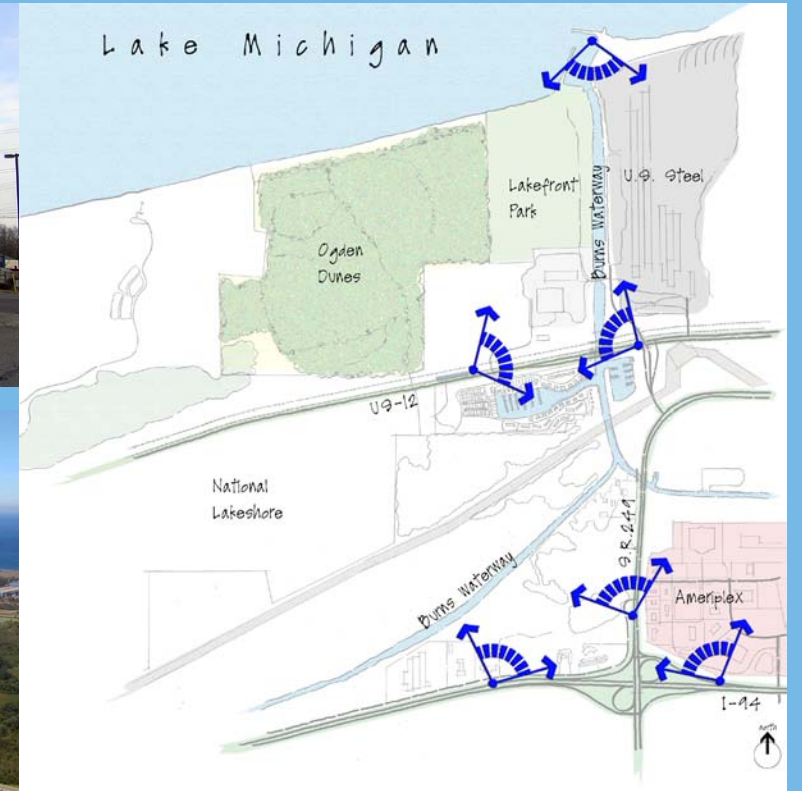 Lake Michigan
Lakefront
Park
Burns Waterway
U.S. Steel
Ogden
Dunes
US-12
National
Lakeshore
S.R.249
Burns Waterway
Ameriplex
I-94
north